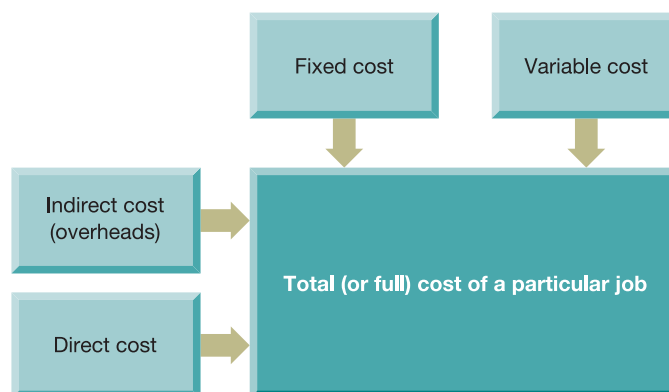 Fixed cost
Variable cost
Indirect cost
(overheads)
Total (or full) cost of a particular job
Direct cost